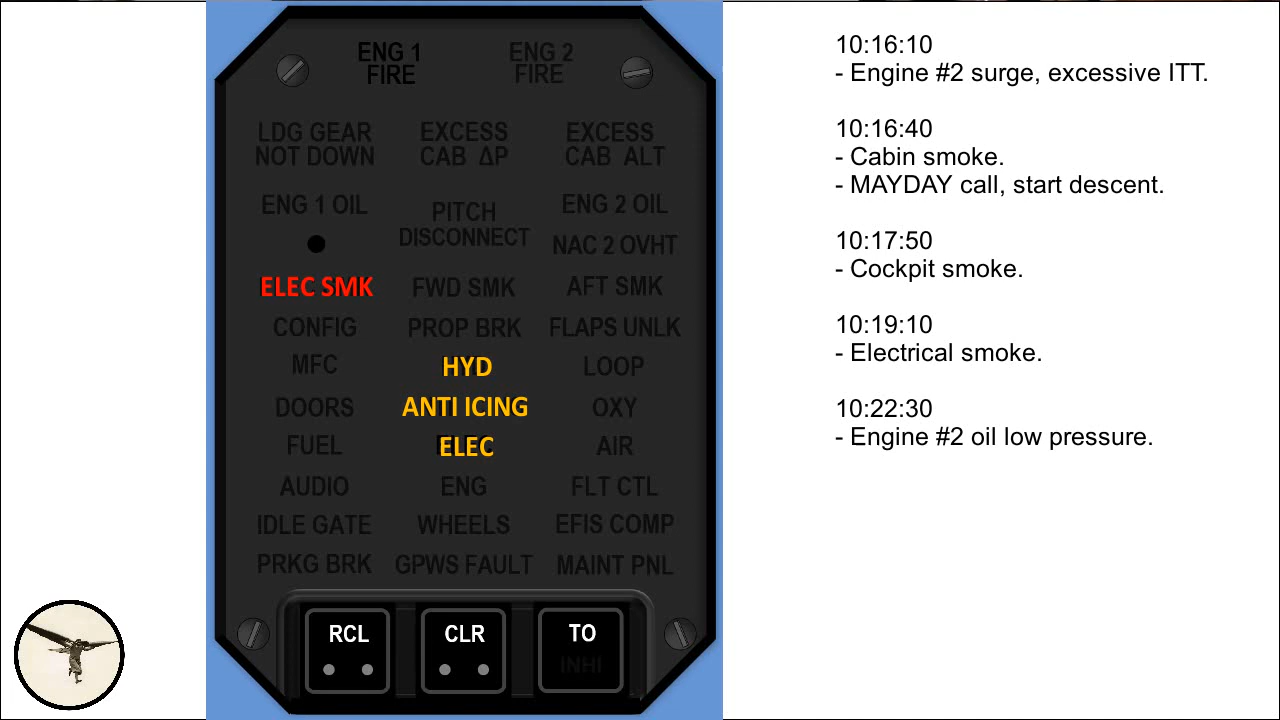 ENG 1 ENG 2
FIRE FIRE
LDG GEAR EXCESS EXCESS
NOT DOWN CAB ΔP CAB ALT
ENG 1 OIL PITCH ENG 2 OIL
DISCONNECT NAC 2 OVHT
ELEC SMK FWD SMK AFT SMK
CONFIG PROP BRK FLAPS UNLK
MFC HYD LOOP
DOORS ANTI ICING OXY
FUEL ELEC AIR
AUDIO ENG FLT CTL
IDLE GATE WHEELS EFIS COMP
PRKG BRK GPWS FAULT MAINT PNL
RCL CLR TO
INHI
10:16:10
- Engine #2 surge, excessive ITT.
10:16:40
- Cabin smoke.
- MAYDAY call, start descent.
10:17:50
- Cockpit smoke.
10:19:10
- Electrical smoke.
10:22:30
- Engine #2 oil low pressure.